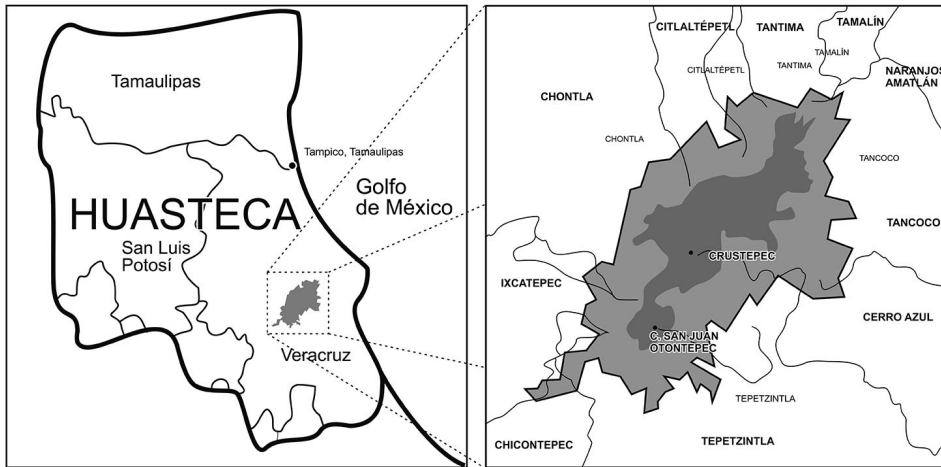 Tamaulipas
Tampico, Tamaulipas
Golfo
de México
HUASTECA
San Luis
Potosí
Veracruz
CITLALTÉPETL
TANTIMA
TAMALÍN
TAMALÍN
CITLALTÉPETL
TANTIMA
NARANJOS
AMATLÁN
CHONTLA
CHONTLA
TANCOCO
TANCOCO
CRUSTEPEC
IXCATEPEC
CERRO AZUL
C. SAN JUAN
OTONTEPEC
TEPETZINTLA
CHICONTEPEC
TEPETZINTLA